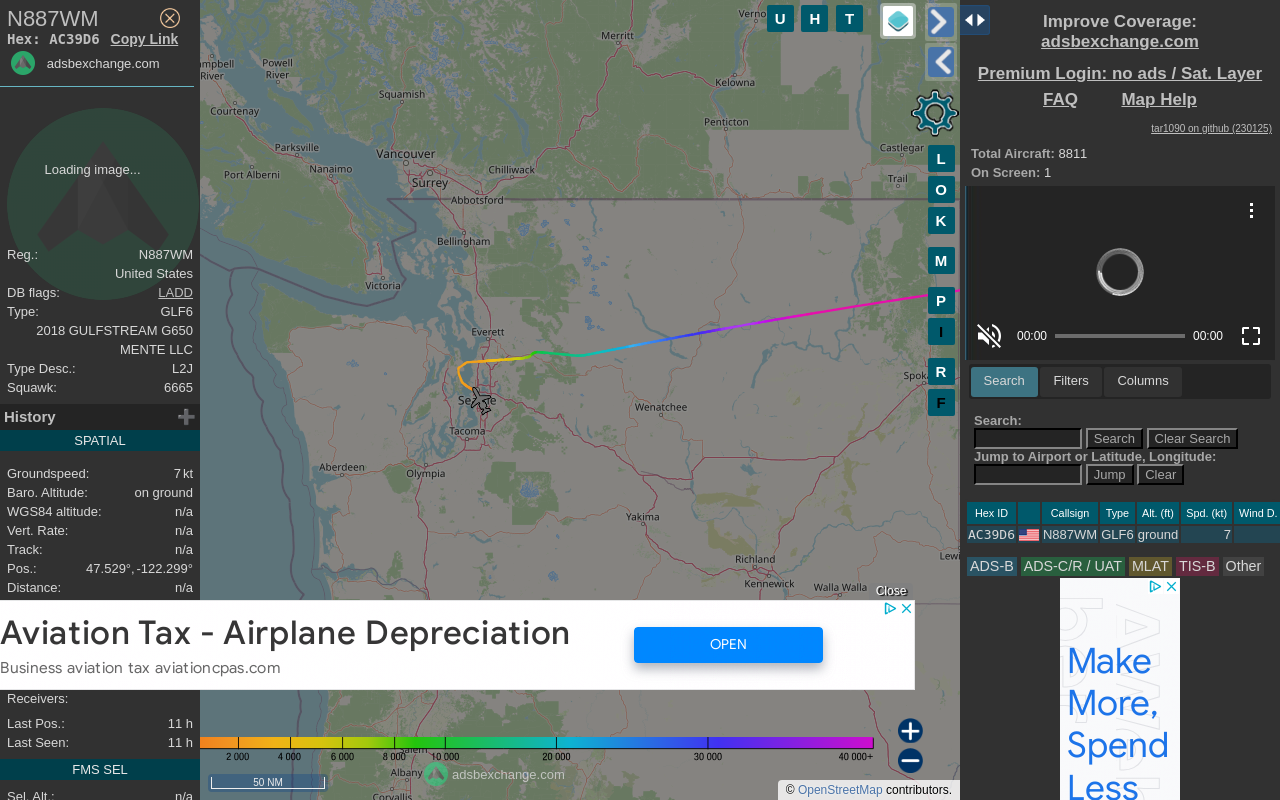 N887WM
Hex: AC39D6 Copy Link
adsbexchange.com
Loading image...
Reg.: N887WM
United States
DB flags: LADD
Type: GLF6
2018 GULFSTREAM G650
MENTE LLC
Type Desc.: L2J
Squawk: 6665
History
SPATIAL
Groundspeed: 7 kt
Baro. Altitude: on ground
WGS84 altitude: n/a
Vert. Rate: n/a
Track: n/a
Pos.: 47.529°, -122.299°
Distance: n/a
Receivers:
Last Pos.: 11 h
Last Seen: 11 h
FMS SEL
Sel. Alt.: n/a
U H T
L
O
K
M
P
I
R
F
Merritt
Powell
River
River
Squamish
Kelowna
Courtenay
Penticton
Parksville
Vancouver
Castlegar
Nanaimo
Port Alberni
Chilliwack
Surrey
Trail
Abbotsford
Bellingham
Victoria
Everett
Wenatchee
Tacoma
Aberdeen
Olympia
Yakima
Richland
Kennewick
Walla Walla
Albany
Corvallis
Close
Aviation Tax - Airplane Depreciation
Business aviation tax aviationcpas.com
OPEN
2 000 4 000 6 000 8 000 10 000 20 000 30 000 40 000+
50 NM
adsbexchange.com
© OpenStreetMap contributors.
Improve Coverage:
adsbexchange.com
Premium Login: no ads / Sat. Layer
FAQ Map Help
tar1090 on github (230125)
Total Aircraft: 8811
On Screen: 1
00:00 00:00
Search Filters Columns
Search:
Search Clear Search
Jump to Airport or Latitude, Longitude:
Jump Clear
Hex ID Callsign Type Alt. (ft) Spd. (kt) Wind D.
AC39D6 N887WM GLF6 ground 7
ADS-B ADS-C/R / UAT MLAT TIS-B Other
Make
More,
Spend
Less